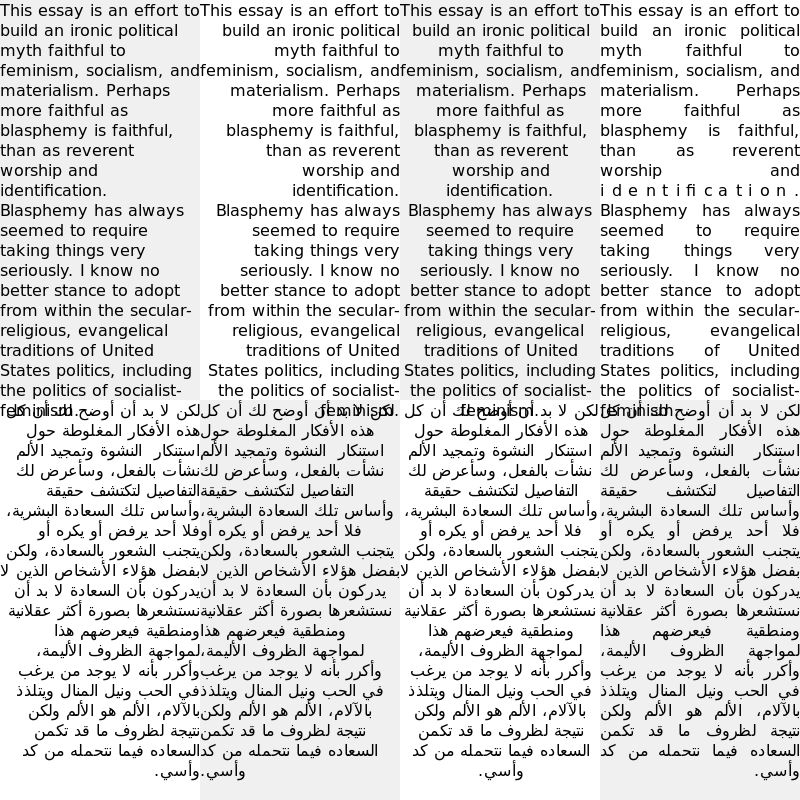 This essay is an effort to
build an ironic political
myth faithful to
feminism, socialism, and
materialism. Perhaps
more faithful as
blasphemy is faithful,
than as reverent
worship and
identification.
Blasphemy has always
seemed to require
taking things very
seriously. I know no
better stance to adopt
from within the secular-
religious, evangelical
traditions of United
States politics, including
the politics of socialist-
feminism.
This essay is an effort to
build an ironic political
myth faithful to
feminism, socialism, and
materialism. Perhaps
more faithful as
blasphemy is faithful,
than as reverent
worship and
identification.
Blasphemy has always
seemed to require
taking things very
seriously. I know no
better stance to adopt
from within the secular-
religious, evangelical
traditions of United
States politics, including
the politics of socialist-
feminism.
This essay is an effort to
build an ironic political
myth faithful to
feminism, socialism, and
materialism. Perhaps
more faithful as
blasphemy is faithful,
than as reverent
worship and
identification.
Blasphemy has always
seemed to require
taking things very
seriously. I know no
better stance to adopt
from within the secular-
religious, evangelical
traditions of United
States politics, including
the politics of socialist-
feminism.
This essay is an effort to
build an ironic political
myth faithful to
feminism, socialism, and
materialism. Perhaps
more faithful as
blasphemy is faithful,
than as reverent
worship and
identification.
Blasphemy has always
seemed to require
taking things very
seriously. I know no
better stance to adopt
from within the secular-
religious, evangelical
traditions of United
States politics, including
the politics of socialist-
feminism.
لكن لا بد أن أوضح لك أن كل
هذه الأفكار المغلوطة حول
استنكار النشوة وتمجيد الألم
نشأت بالفعل، وسأعرض لك
التفاصيل لتكتشف حقيقة
وأساس تلك السعادة البشرية،
فلا أحد يرفض أو يكره أو
يتجنب الشعور بالسعادة، ولكن
بفضل هؤلاء الأشخاص الذين لا
يدركون بأن السعادة لا بد أن
نستشعرها بصورة أكثر عقلانية
ومنطقية فيعرضهم هذا
لمواجهة الظروف الأليمة،
وأكرر بأنه لا يوجد من يرغب
في الحب ونيل المنال ويتلذذ
بالآلام، الألم هو الألم ولكن
نتيجة لظروف ما قد تكمن
السعاده فيما نتحمله من كد
وأسي.
لكن لا بد أن أوضح لك أن كل
هذه الأفكار المغلوطة حول
استنكار النشوة وتمجيد الألم
نشأت بالفعل، وسأعرض لك
التفاصيل لتكتشف حقيقة
وأساس تلك السعادة البشرية،
فلا أحد يرفض أو يكره أو
يتجنب الشعور بالسعادة، ولكن
بفضل هؤلاء الأشخاص الذين لا
يدركون بأن السعادة لا بد أن
نستشعرها بصورة أكثر عقلانية
ومنطقية فيعرضهم هذا
لمواجهة الظروف الأليمة،
وأكرر بأنه لا يوجد من يرغب
في الحب ونيل المنال ويتلذذ
بالآلام، الألم هو الألم ولكن
نتيجة لظروف ما قد تكمن
السعاده فيما نتحمله من كد
وأسي.
لكن لا بد أن أوضح لك أن كل
هذه الأفكار المغلوطة حول
استنكار النشوة وتمجيد الألم
نشأت بالفعل، وسأعرض لك
التفاصيل لتكتشف حقيقة
وأساس تلك السعادة البشرية،
فلا أحد يرفض أو يكره أو
يتجنب الشعور بالسعادة، ولكن
بفضل هؤلاء الأشخاص الذين لا
يدركون بأن السعادة لا بد أن
نستشعرها بصورة أكثر عقلانية
ومنطقية فيعرضهم هذا
لمواجهة الظروف الأليمة،
وأكرر بأنه لا يوجد من يرغب
في الحب ونيل المنال ويتلذذ
بالآلام، الألم هو الألم ولكن
نتيجة لظروف ما قد تكمن
السعاده فيما نتحمله من كد
وأسي.
لكن لا بد أن أوضح لك أن كل
هذه الأفكار المغلوطة حول
استنكار النشوة وتمجيد الألم
نشأت بالفعل، وسأعرض لك
التفاصيل لتكتشف حقيقة
وأساس تلك السعادة البشرية،
فلا أحد يرفض أو يكره أو
يتجنب الشعور بالسعادة، ولكن
بفضل هؤلاء الأشخاص الذين لا
يدركون بأن السعادة لا بد أن
نستشعرها بصورة أكثر عقلانية
ومنطقية فيعرضهم هذا
لمواجهة الظروف الأليمة،
وأكرر بأنه لا يوجد من يرغب
في الحب ونيل المنال ويتلذذ
بالآلام، الألم هو الألم ولكن
نتيجة لظروف ما قد تكمن
السعاده فيما نتحمله من كد
وأسي.